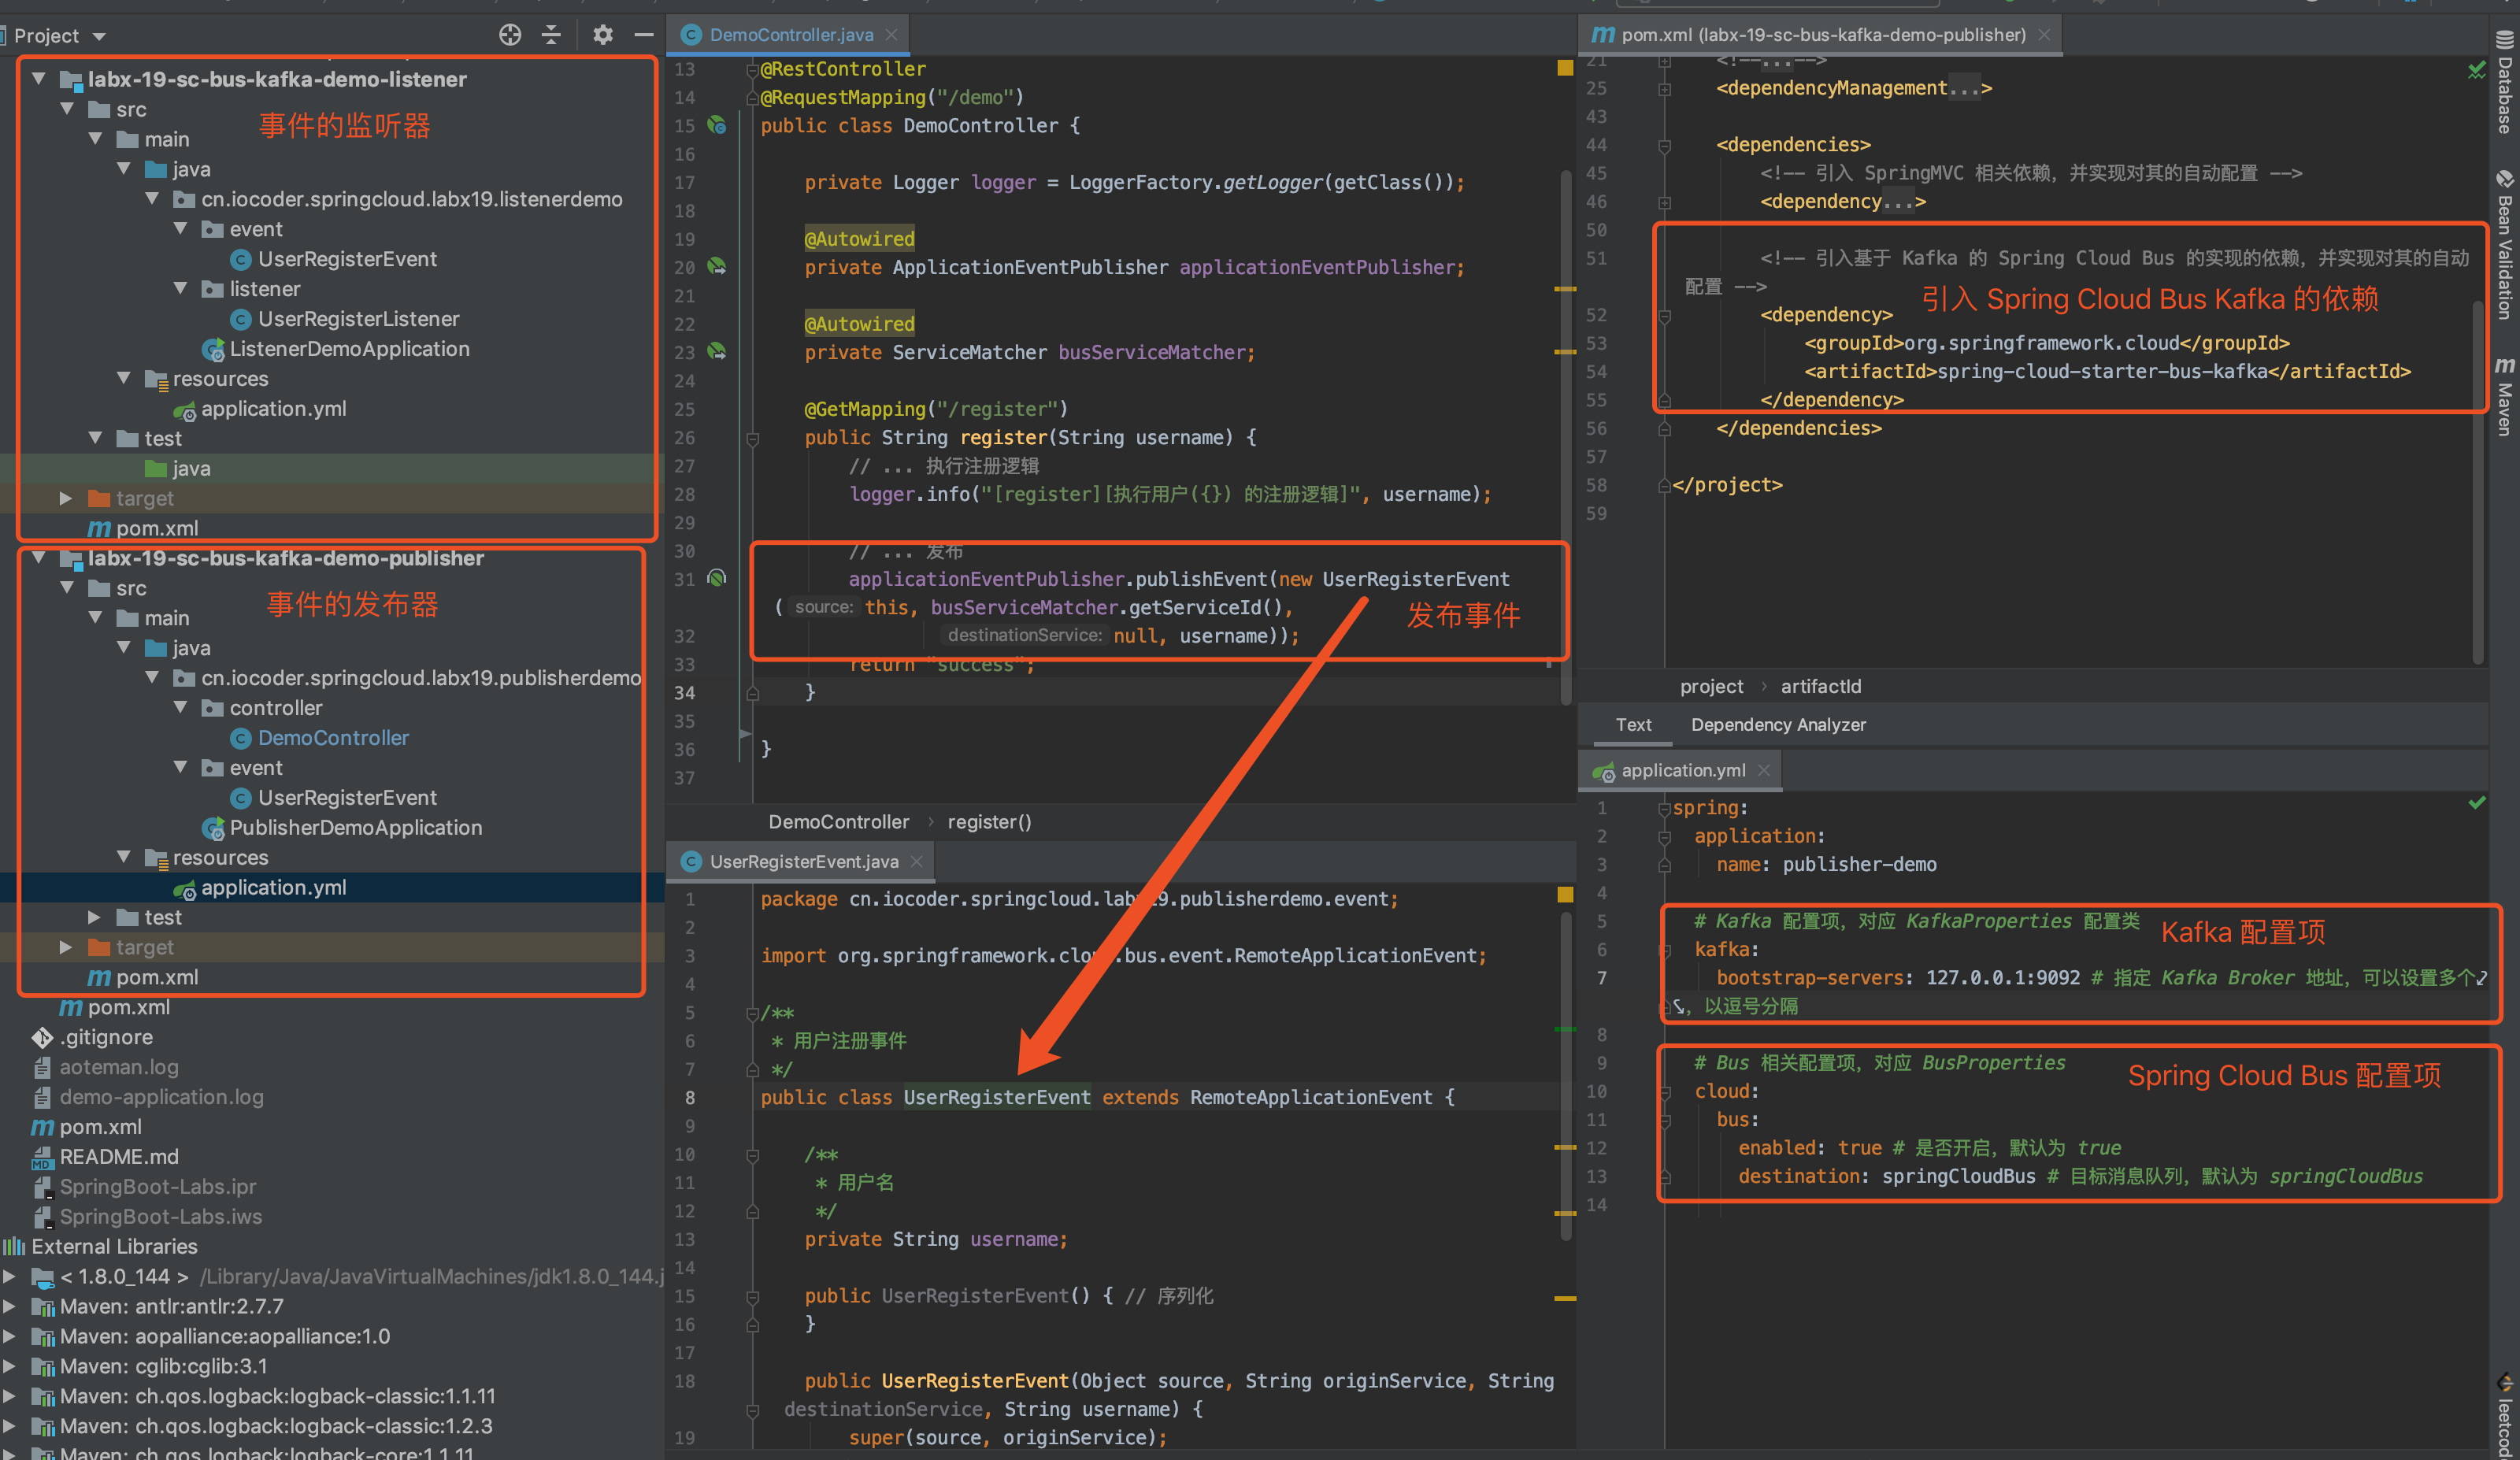 Project
labx-19-sc-bus-kafka-demo-listener
src
事件的监听器
main
java
cn.iocoder.springcloud.labx19.listenerdemo
event
UserRegisterEvent
listener
UserRegisterListener
ListenerDemoApplication
resources
application.yml
test
java
target
pom.xml
labx-19-sc-bus-kafka-demo-publisher
src
事件的发布器
main
java
cn.iocoder.springcloud.labx19.publisherdemo
controller
DemoController
event
UserRegisterEvent
PublisherDemoApplication
resources
application.yml
test
target
pom.xml
pom.xml
.gitignore
aoteman.log
demo-application.log
pom.xml
README.md
SpringBoot-Labs.ipr
SpringBoot-Labs.iws
External Libraries
< 1.8.0_144 > /Library/Java/JavaVirtualMachines/jdk1.8.0_144.j
Maven: antlr:antlr:2.7.7
Maven: aopalliance:aopalliance:1.0
Maven: cglib:cglib:3.1
Maven: ch.qos.logback:logback-classic:1.1.11
Maven: ch.qos.logback:logback-classic:1.2.3
Maven: ch.qos.logback:logback-core:1.1.11
DemoController.java
13 @RestController
14 @RequestMapping("/demo")
15 public class DemoController {
16
17 private Logger logger = LoggerFactory.getLogger(getClass());
18
19 @Autowired
20 private ApplicationEventPublisher applicationEventPublisher;
21
22 @Autowired
23 private ServiceMatcher busServiceMatcher;
24
25 @GetMapping("/register")
26 public String register(String username) {
27 // ... 执行注册逻辑
28 logger.info("[register][执行用户({}) 的注册逻辑]", username);
29
30 // ... 发布
31 applicationEventPublisher.publishEvent(new UserRegisterEvent
( source: this, busServiceMatcher.getServiceId(),
发布事件
32 destinationService: null, username));
33 return "success";
34 }
35
36 }
37
DemoController › register()
UserRegisterEvent.java
1 package cn.iocoder.springcloud.labx19.publisherdemo.event;
2
3 import org.springframework.cloud.bus.event.RemoteApplicationEvent;
4
5 /**
6 * 用户注册事件
7 */
8 public class UserRegisterEvent extends RemoteApplicationEvent {
9
10 /**
11 * 用户名
12 */
13 private String username;
14
15 public UserRegisterEvent() { // 序列化
16 }
17
18 public UserRegisterEvent(Object source, String originService, String
destinationService, String username) {
19 super(source, originService);
pom.xml (labx-19-sc-bus-kafka-demo-publisher)
21 <!--...-->
25 <dependencyManagement...>
43
44 <dependencies>
45 <!-- 引入 SpringMVC 相关依赖，并实现对其的自动配置 -->
46 <dependency...>
50
51 <!-- 引入基于 Kafka 的 Spring Cloud Bus 的实现的依赖，并实现对其的自动
配置 -->
引入 Spring Cloud Bus Kafka 的依赖
52 <dependency>
53 <groupId>org.springframework.cloud</groupId>
54 <artifactId>spring-cloud-starter-bus-kafka</artifactId>
55 </dependency>
56 </dependencies>
57
58 </project>
59
project › artifactId
Text Dependency Analyzer
application.yml
1 spring:
2 application:
3 name: publisher-demo
4
5 # Kafka 配置项，对应 KafkaProperties 配置类
Kafka 配置项
6 kafka:
7 bootstrap-servers: 127.0.0.1:9092 # 指定 Kafka Broker 地址，可以设置多个
，以逗号分隔
8
9 # Bus 相关配置项，对应 BusProperties
Spring Cloud Bus 配置项
10 cloud:
11 bus:
12 enabled: true # 是否开启，默认为 true
13 destination: springCloudBus # 目标消息队列，默认为 springCloudBus
14
Database
Bean Validation
Maven
leetcod